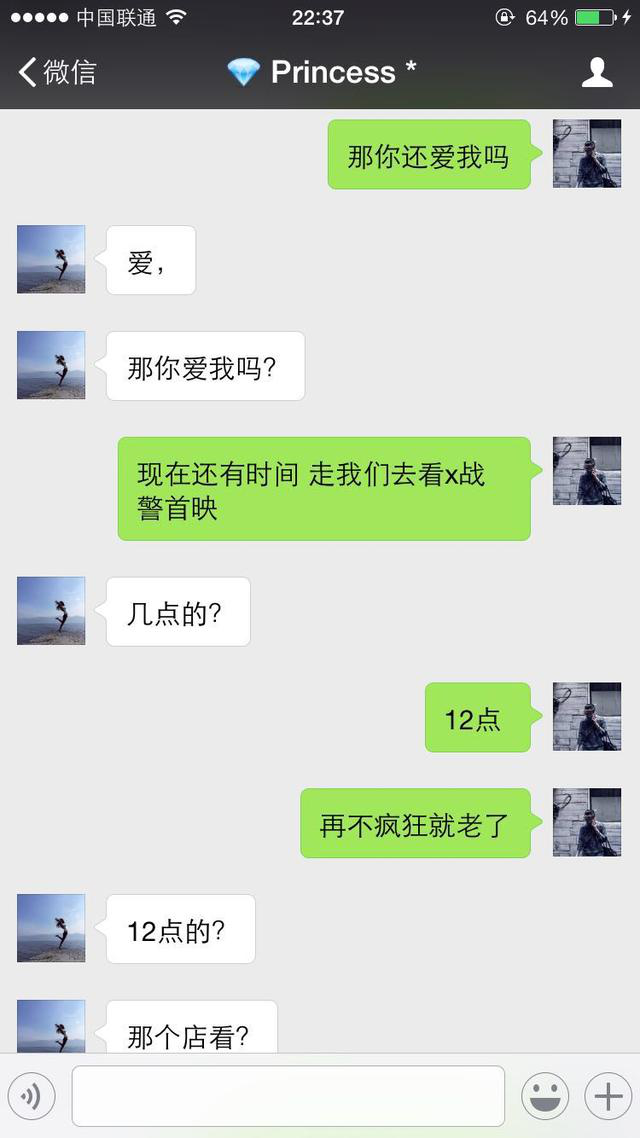 中国联通 22:37 64%
微信 💎 Princess *
那你还爱我吗
爱，
那你爱我吗？
现在还有时间 走我们去看x战
警首映
几点的？
12点
再不疯狂就老了
12点的？
那个店看？